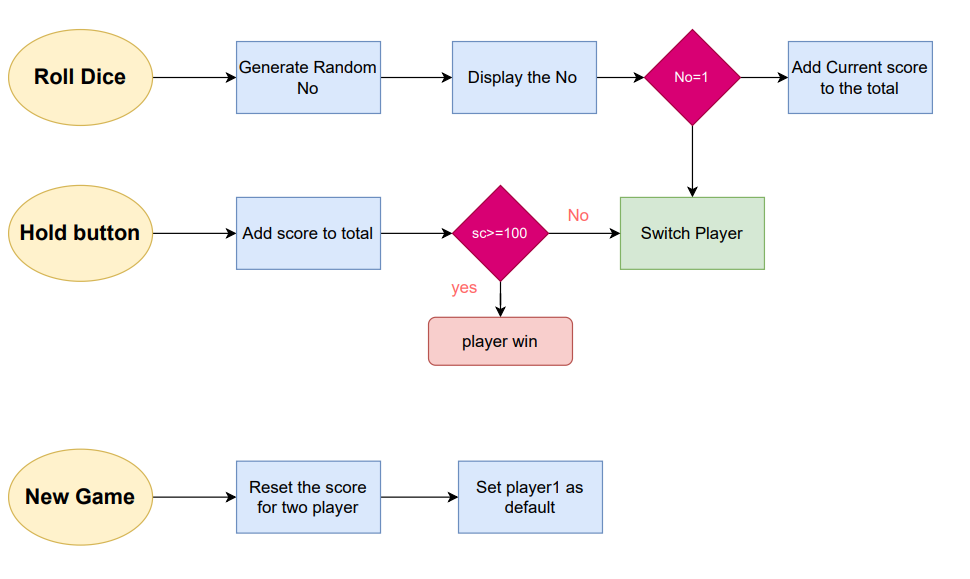 Roll Dice
Generate Random
No
Display the No
No=1
Add Current score
to the total
Hold button
Add score to total
sc>=100
No
Switch Player
yes
player win
New Game
Reset the score
for two player
Set player1 as
default